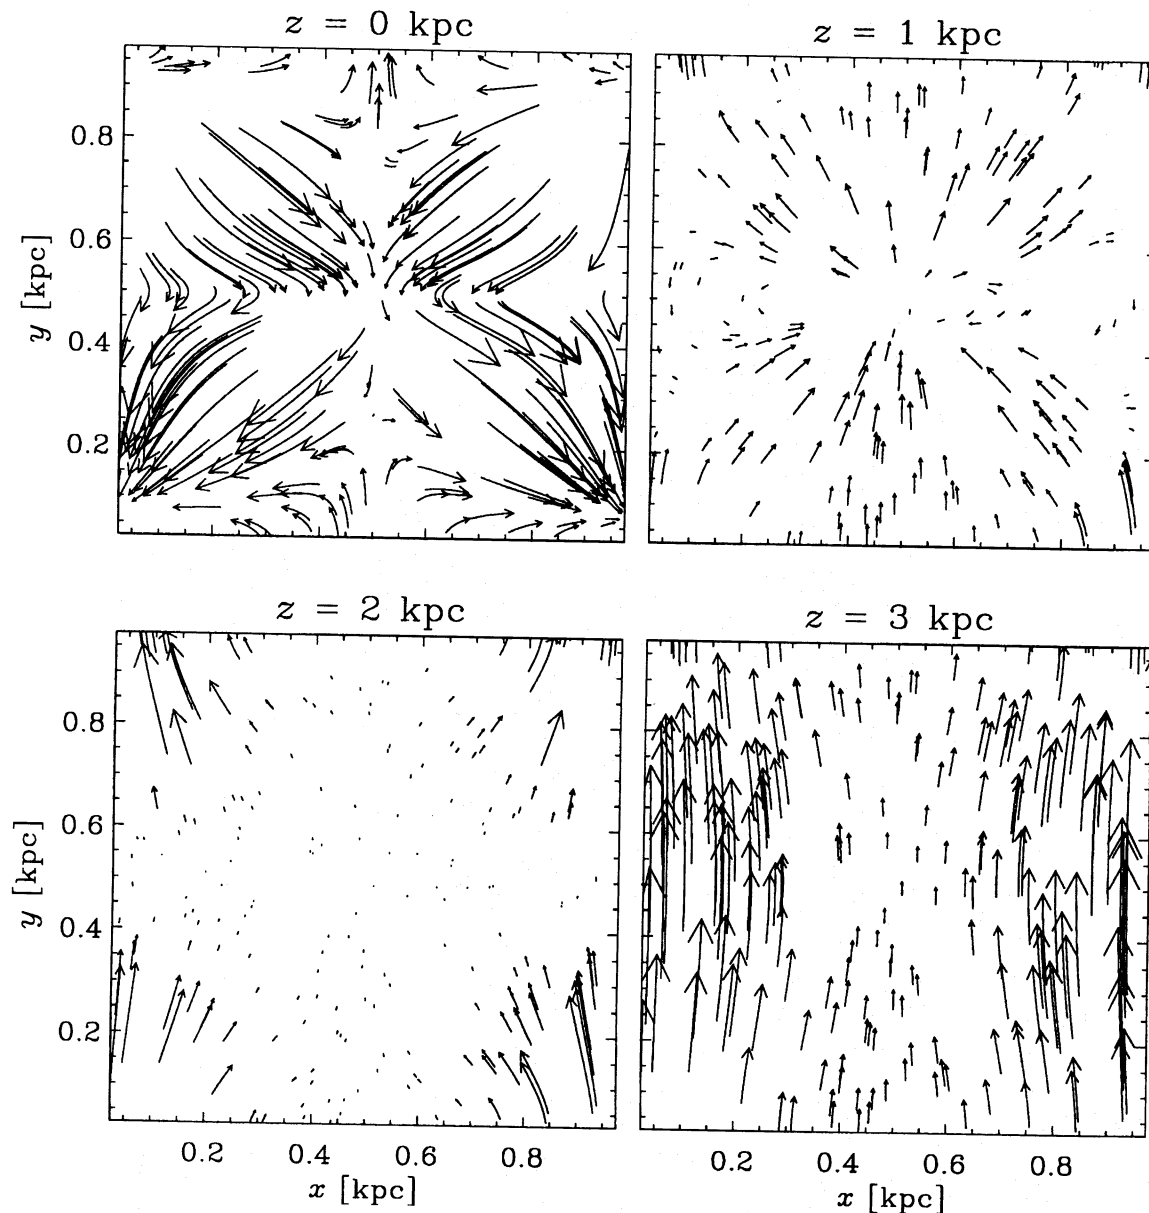 z = 0 kpc
z = 1 kpc
0.8
0.6
0.4
0.2
y [kpc]
z = 2 kpc
z = 3 kpc
0.8
0.6
0.4
0.2
y [kpc]
0.2 0.4 0.6 0.8
0.2 0.4 0.6 0.8
x [kpc]
x [kpc]